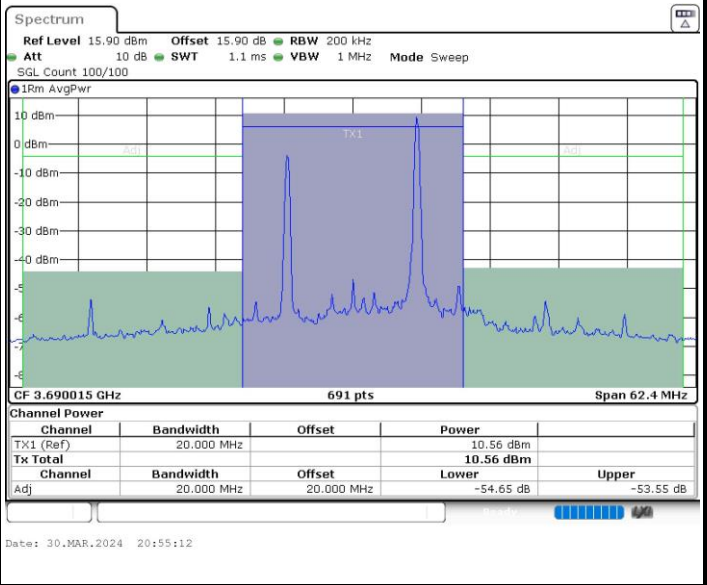 Spectrum
Ref Level 15.90 dBm Offset 15.90 dB RBW 200 kHz
Att 10 dB SWT 1.1 ms VBW 1 MHz Mode Sweep
SGL Count 100/100
1Rm AvgPwr
10 dBm
TX1
0 dBm
Adj Adj
-10 dBm
-20 dBm
-30 dBm
-40 dBm
CF 3.690015 GHz 691 pts Span 62.4 MHz
Channel Power
Channel Bandwidth Offset Power
TX1 (Ref) 20.000 MHz 10.56 dBm
Tx Total 10.56 dBm
Channel Bandwidth Offset Lower Upper
Adj 20.000 MHz 20.000 MHz -54.65 dB -53.55 dB
Ready
Date: 30.MAR.2024 20:55:12